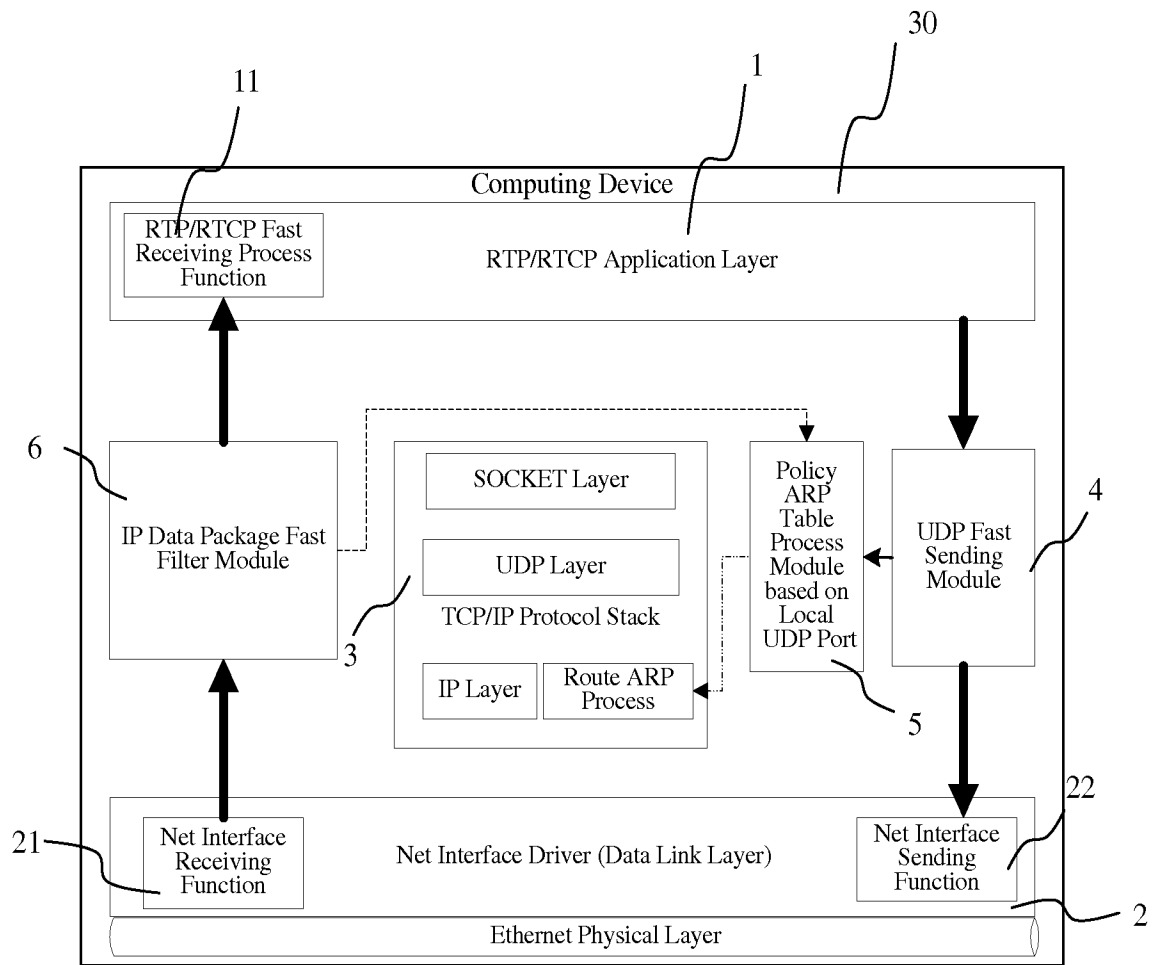 30
1
11
Computing Device
RTP/RTCP Fast
Receiving Process
Function
RTP/RTCP Application Layer
6
IP Data Package Fast
Filter Module
SOCKET Layer
UDP Layer
TCP/IP Protocol Stack
3
IP Layer
Route ARP
Process
Policy
ARP
Table
Process
Module
based on
Local
UDP Port
5
UDP Fast
Sending
Module
4
21
Net Interface
Receiving
Function
Net Interface Driver (Data Link Layer)
Net Interface
Sending
Function
22
2
Ethernet Physical Layer